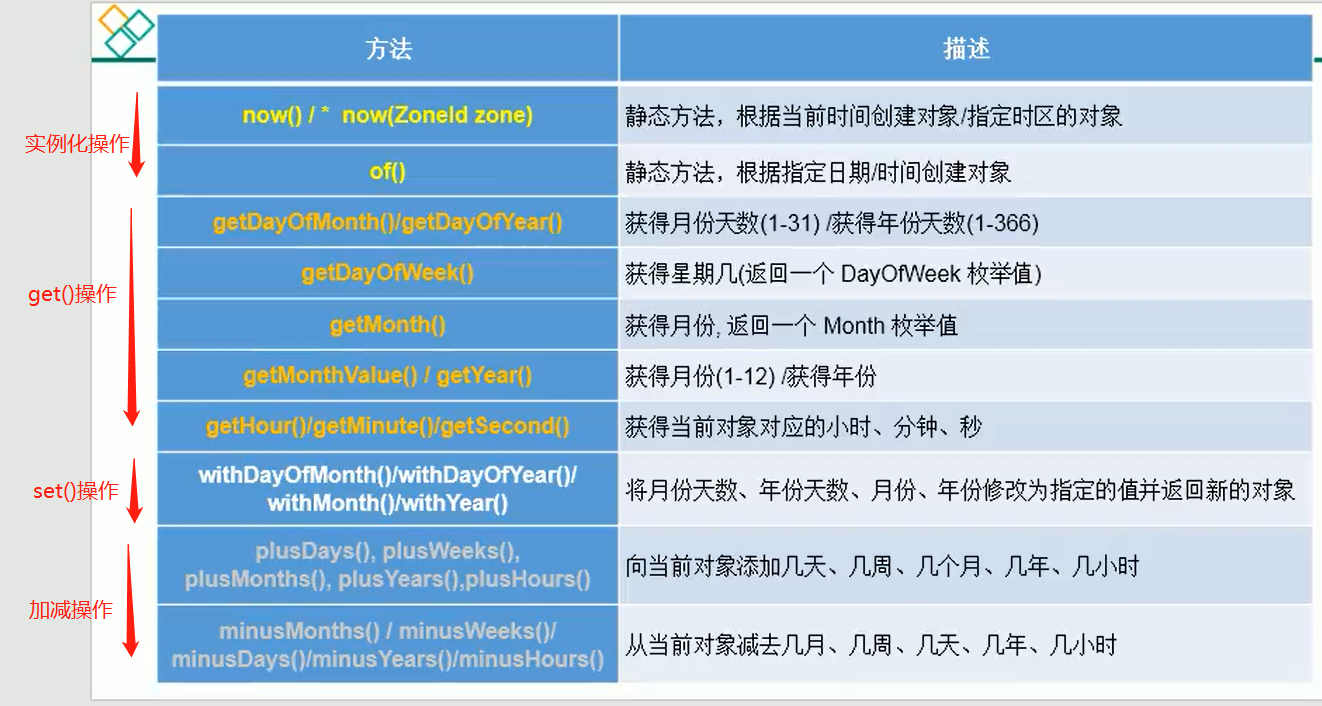 方法
描述
实例化操作
now() / *  now(ZoneId zone)
静态方法，根据当前时间创建对象/指定时区的对象
of()
静态方法，根据指定日期/时间创建对象
get()操作
getDayOfMonth()/getDayOfYear()
获得月份天数(1-31) /获得年份天数(1-366)
getDayOfWeek()
获得星期几(返回一个 DayOfWeek 枚举值)
getMonth()
获得月份, 返回一个 Month 枚举值
getMonthValue() / getYear()
获得月份(1-12) /获得年份
getHour()/getMinute()/getSecond()
获得当前对象对应的小时、分钟、秒
set()操作
withDayOfMonth()/withDayOfYear()/
withMonth()/withYear()
将月份天数、年份天数、月份、年份修改为指定的值并返回新的对象
加减操作
plusDays(), plusWeeks(),
plusMonths(), plusYears(),plusHours()
向当前对象添加几天、几周、几个月、几年、几小时
minusMonths() / minusWeeks()/
minusDays()/minusYears()/minusHours()
从当前对象减去几月、几周、几天、几年、几小时